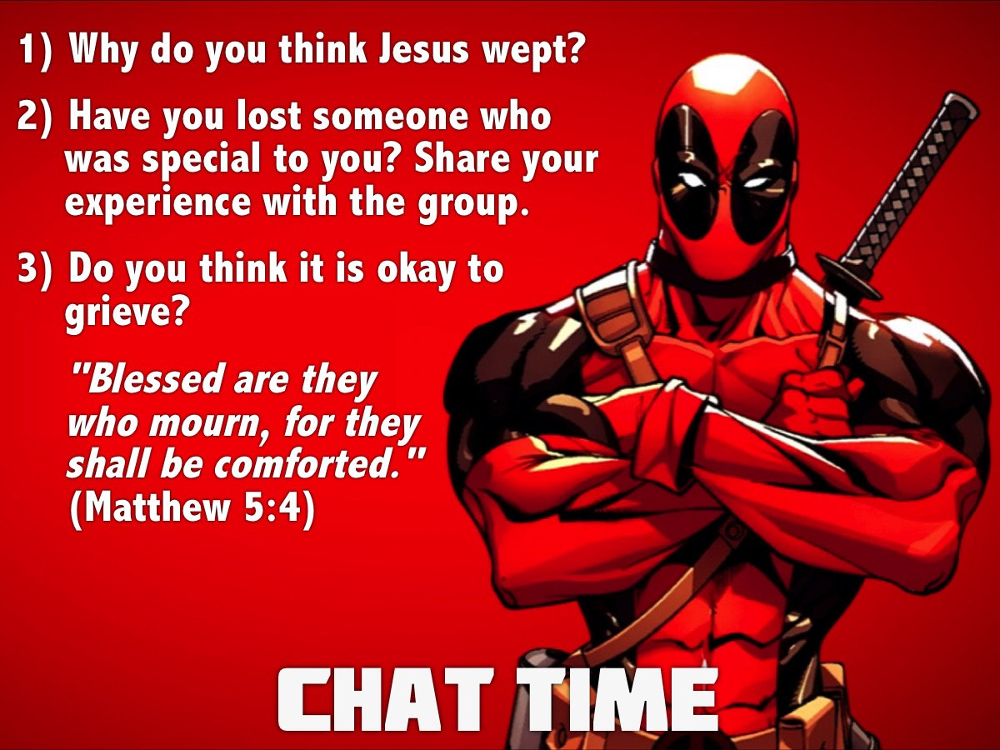 1) Why do you think Jesus wept?
2) Have you lost someone who
was special to you? Share your
experience with the group.
3) Do you think it is okay to
grieve?
"Blessed are they
who mourn, for they
shall be comforted."
(Matthew 5:4)
CHAT TIME